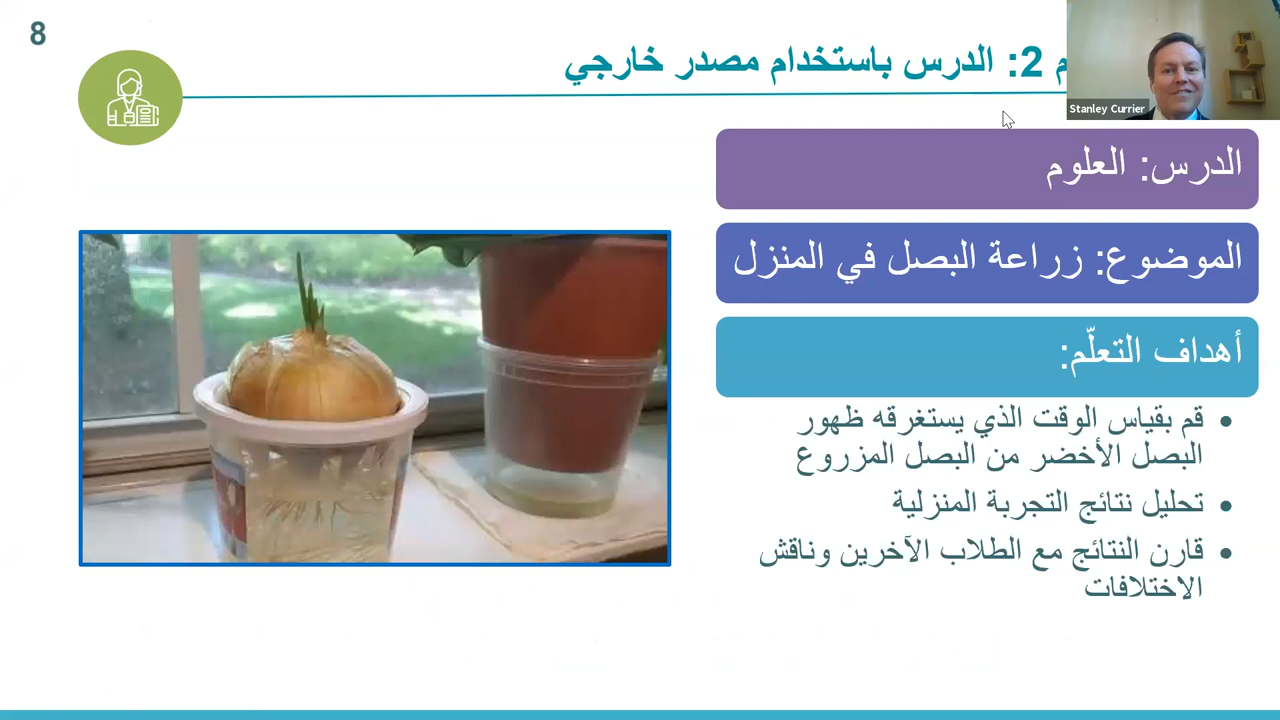 8
2: الدرس باستخدام مصدر خارجي
Stanley Currier
الدرس: العلوم
الموضوع: زراعة البصل في المنزل
أهداف التعلّم:
• قم بقياس الوقت الذي يستغرقه ظهور
البصل الأخضر من البصل المزروع
• تحليل نتائج التجربة المنزلية
• قارن النتائج مع الطلاب الآخرين وناقش
الاختلافات